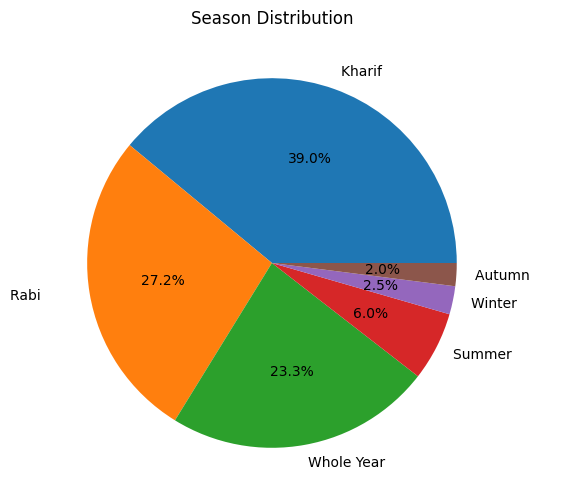 Season Distribution
Kharif
39.0%
Rabi
27.2%
Whole Year
23.3%
Summer
6.0%
Winter
2.5%
Autumn
2.0%